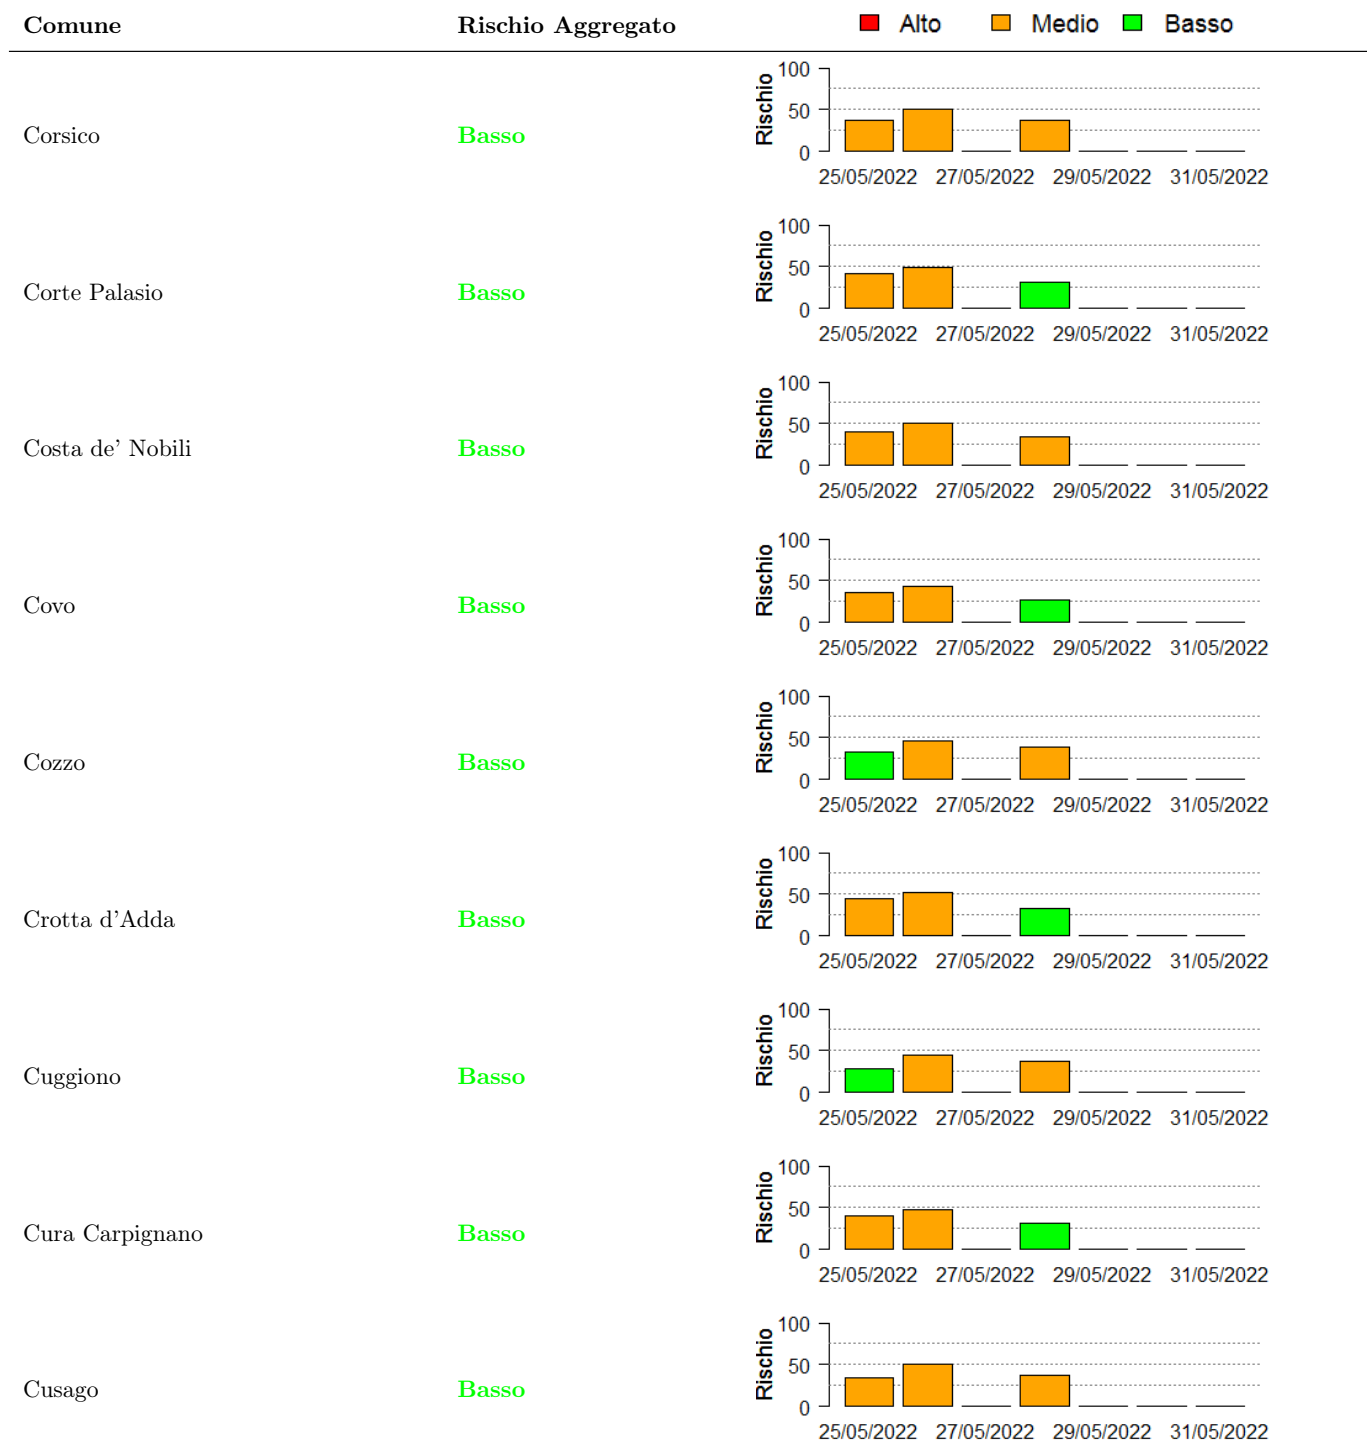 Comune Rischio Aggregato Alto Medio Basso
Corsico Basso Rischio 100 50 0
25/05/2022 27/05/2022 29/05/2022 31/05/2022
Corte Palasio Basso Rischio 100 50 0
25/05/2022 27/05/2022 29/05/2022 31/05/2022
Costa de' Nobili Basso Rischio 100 50 0
25/05/2022 27/05/2022 29/05/2022 31/05/2022
Covo Basso Rischio 100 50 0
25/05/2022 27/05/2022 29/05/2022 31/05/2022
Cozzo Basso Rischio 100 50 0
25/05/2022 27/05/2022 29/05/2022 31/05/2022
Crotta d'Adda Basso Rischio 100 50 0
25/05/2022 27/05/2022 29/05/2022 31/05/2022
Cuggiono Basso Rischio 100 50 0
25/05/2022 27/05/2022 29/05/2022 31/05/2022
Cura Carpignano Basso Rischio 100 50 0
25/05/2022 27/05/2022 29/05/2022 31/05/2022
Cusago Basso Rischio 100 50 0
25/05/2022 27/05/2022 29/05/2022 31/05/2022